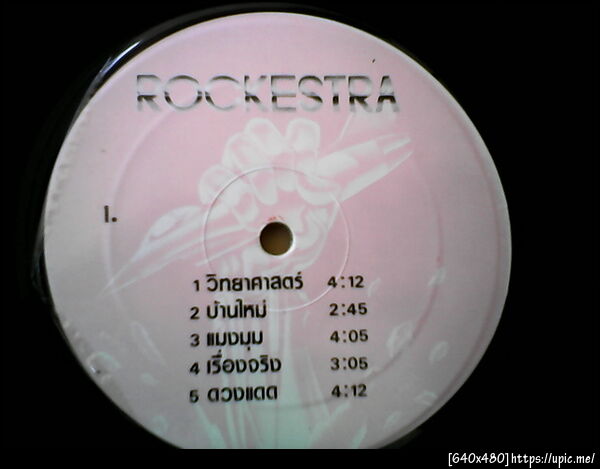 ROCKESTRA
1.
1 วิทยาศาสตร์ 4:12
2 บ้านใหม่ 2:45
3 แมงมุม 4:05
4 เรื่องจริง 3:05
5 ดวงแดด 4:12
[640x480]https://upic.me/